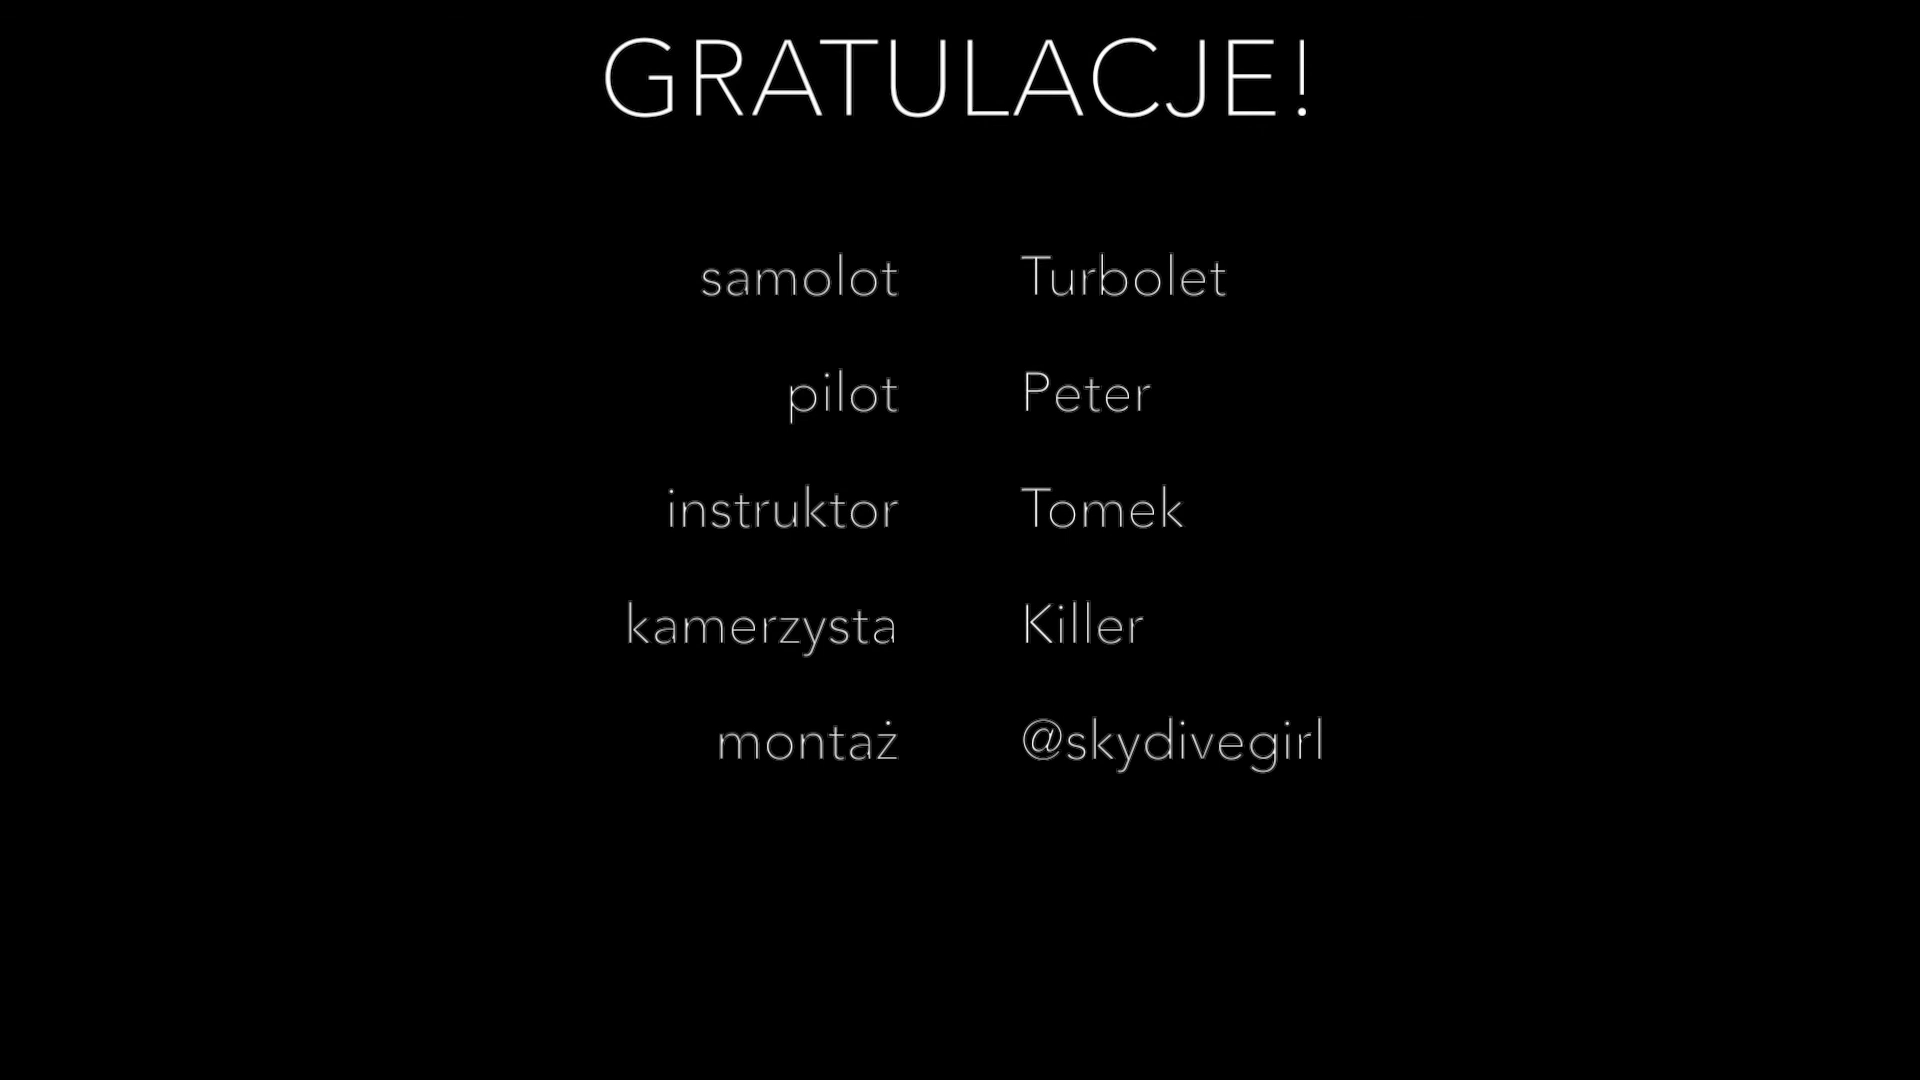 GRATULACJE!
samolot Turbolet
pilot Peter
instruktor Tomek
kamerzysta Killer
montaż @skydivegirl